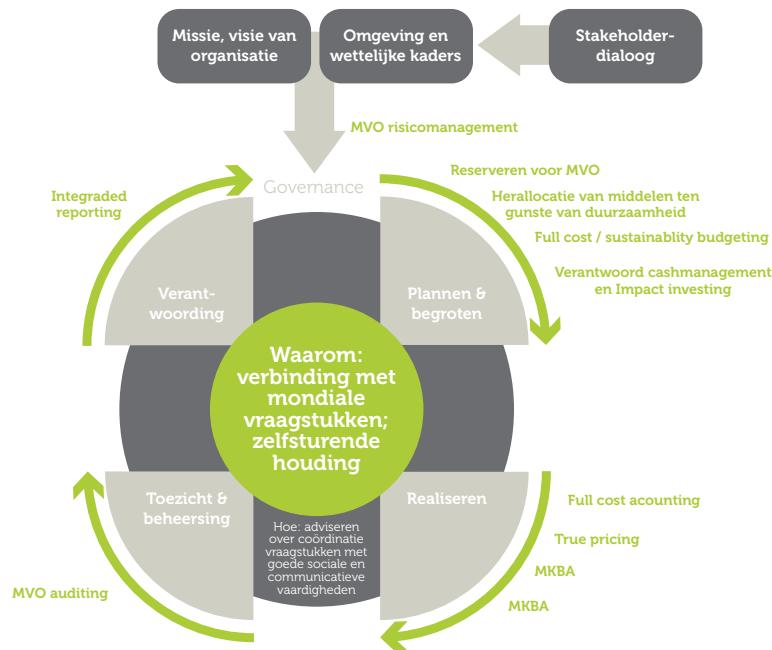 Missie, visie van
organisatie
Omgeving en
wettelijke kaders
Stakeholder-
dialoog
MVO risicomanagement
Governance
Reserveren voor MVO
Integraded
reporting
Herallocatie van middelen ten
gunste van duurzaamheid
Full cost / sustainablity budgeting
Verantwoord cashmanagement
en Impact investing
Verant-
woording
Plannen &
begroten
Waarom:
verbinding met
mondiale
vraagstukken;
zelfsturende
houding
Toezicht &
beheersing
Realiseren
Hoe: adviseren
over coördinatie
vraagstukken met
goede sociale en
communicatieve
vaardigheden
Full cost acounting
True pricing
MKBA
MKBA
MVO auditing